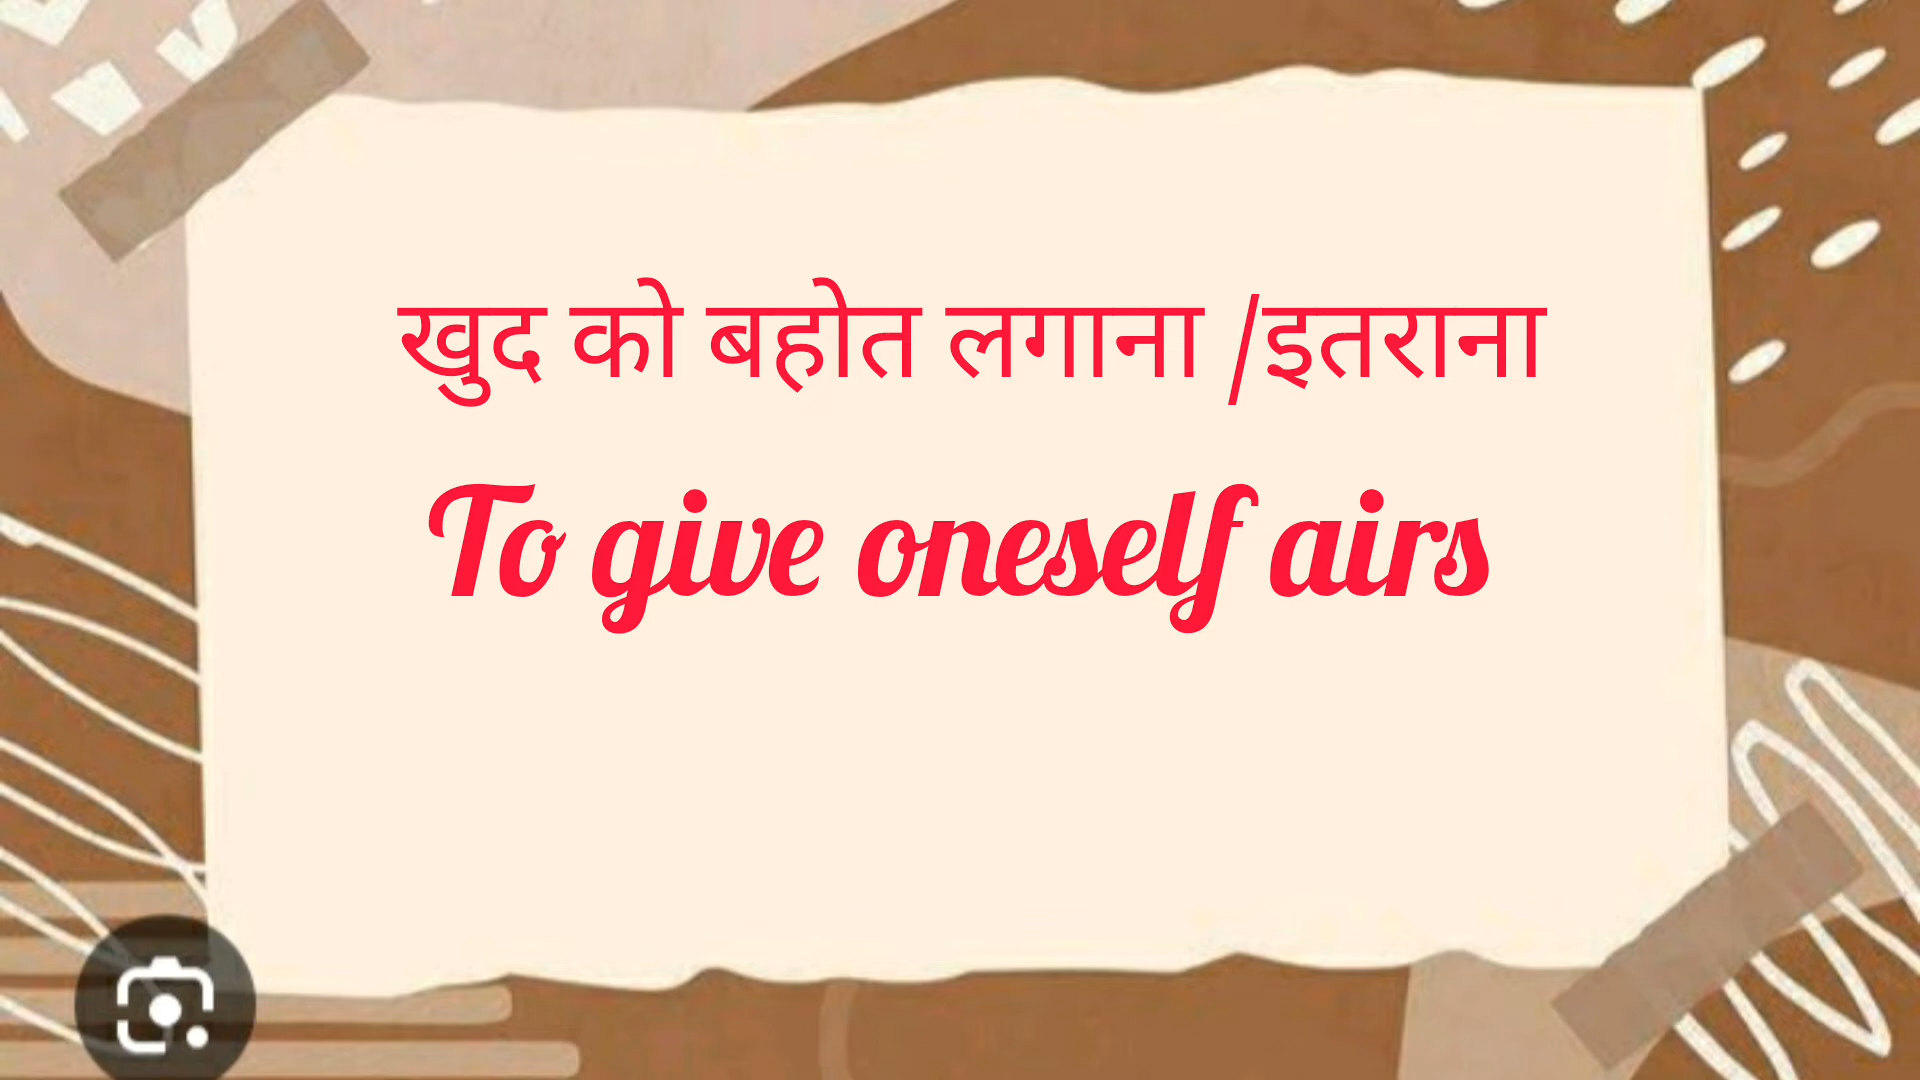 खुद को बहोत लगाना /इतराना
To give oneself airs